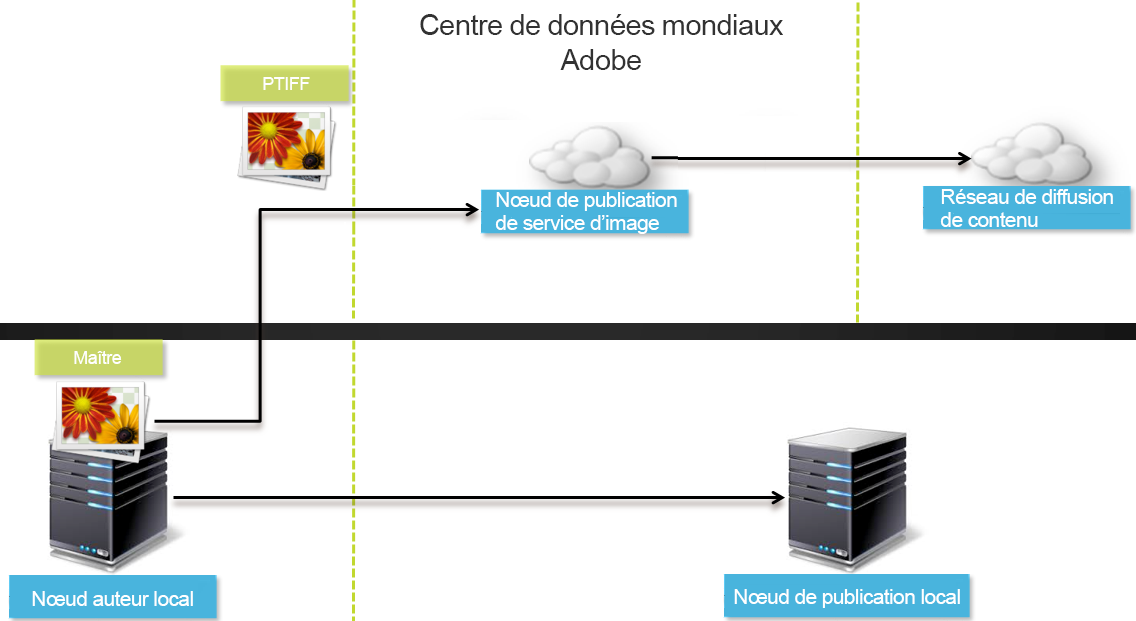 Centre de données mondiaux
Adobe
PTIFF
Nœud de publication
de service d’image
Réseau de diffusion
de contenu
Maître
Nœud auteur local
Nœud de publication local